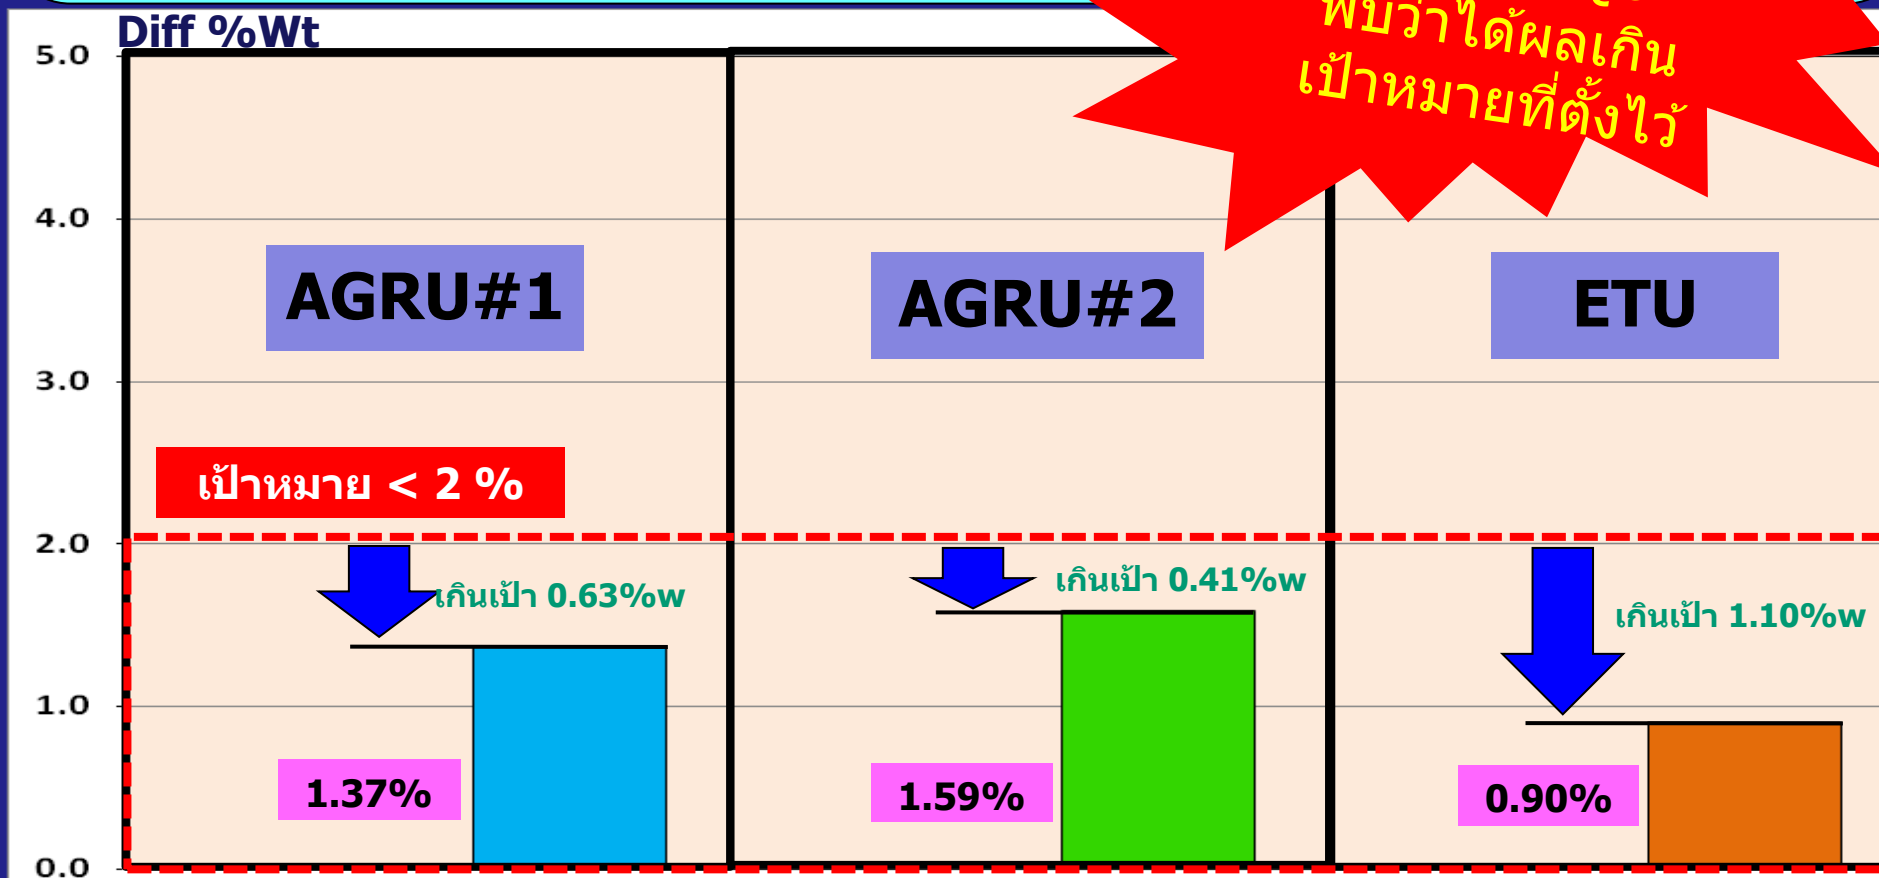 Diff %Wt
พบว่าได้ผลเกิน
เป้าหมายที่ตั้งไว้
5.0
4.0
AGRU#1
AGRU#2
ETU
3.0
เป้าหมาย < 2 %
2.0
เกินเป้า 0.63%w
เกินเป้า 0.41%w
เกินเป้า 1.10%w
1.0
1.37%
1.59%
0.90%
0.0